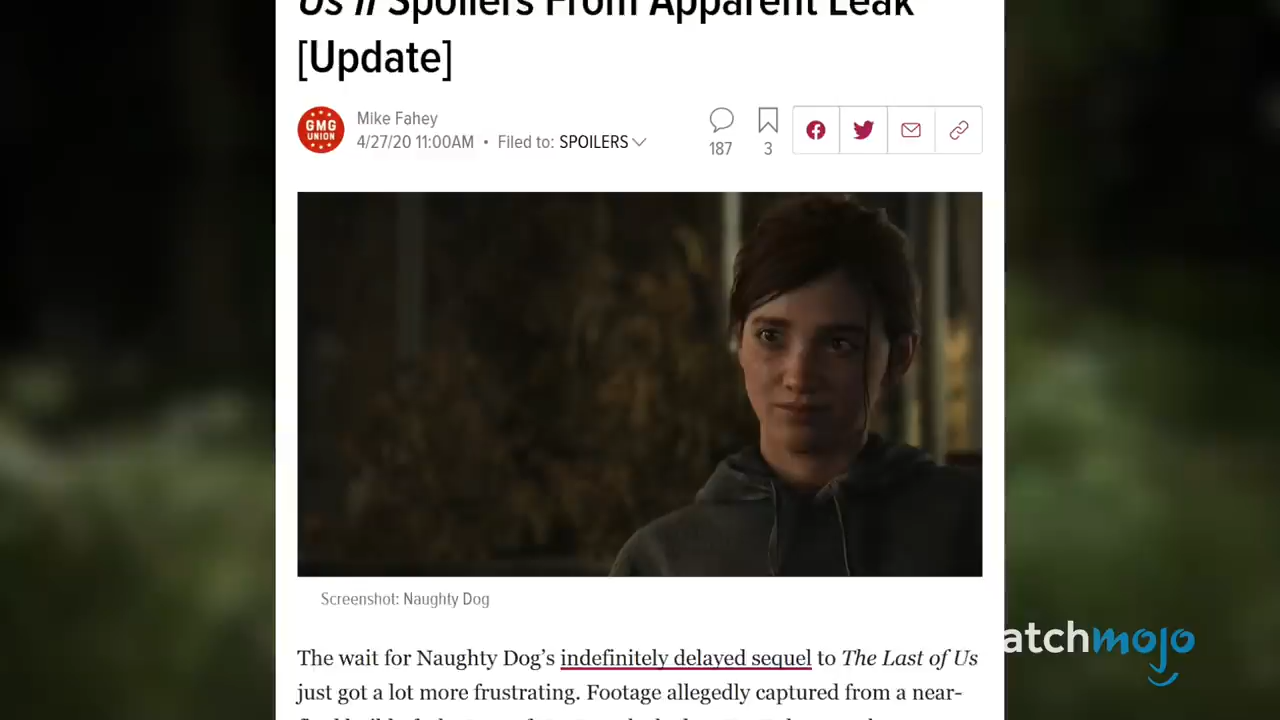 Us II Spoilers From Apparent Leak
[Update]
GMG
UNION
Mike Fahey
4/27/20 11:00AM • Filed to: SPOILERS
187
3
Screenshot: Naughty Dog
The wait for Naughty Dog’s indefinitely delayed sequel to The Last of Us
just got a lot more frustrating. Footage allegedly captured from a near-
atchmojo